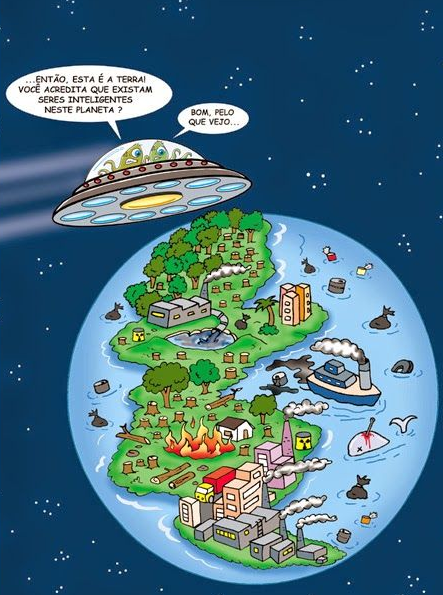 ...ENTÃO, ESTA É A TERRA!
VOCÊ ACREDITA QUE EXISTAM
SERES INTELIGENTES
NESTE PLANETA ?
BOM, PELO
QUE VEJO...